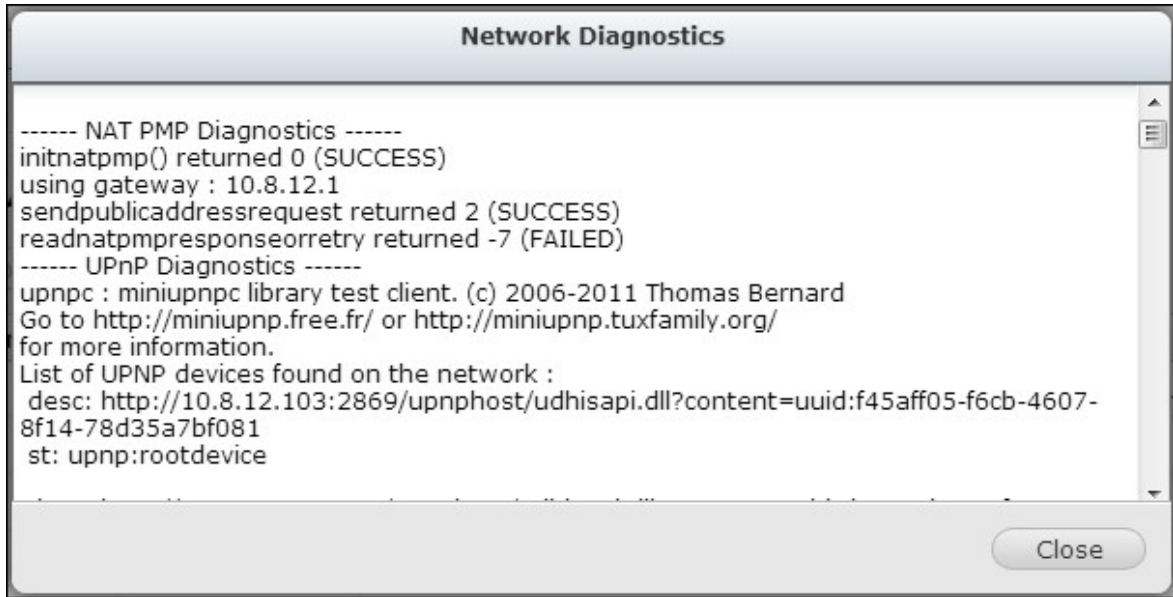 Network Diagnostics
------ NAT PMP Diagnostics ------
initnatpmp() returned 0 (SUCCESS)
using gateway : 10.8.12.1
sendpublicaddressrequest returned 2 (SUCCESS)
readnatpmpresponseorretry returned -7 (FAILED)
------ UPnP Diagnostics ------
upnpc : miniupnpc library test client. (c) 2006-2011 Thomas Bernard
Go to http://miniupnp.free.fr/ or http://miniupnp.tuxfamily.org/
for more information.
List of UPNP devices found on the network :
desc: http://10.8.12.103:2869/upnphost/udhisapi.dll?content=uuid:f45aff05-f6cb-4607-
8f14-78d35a7bf081
st: upnp:rootdevice
Close